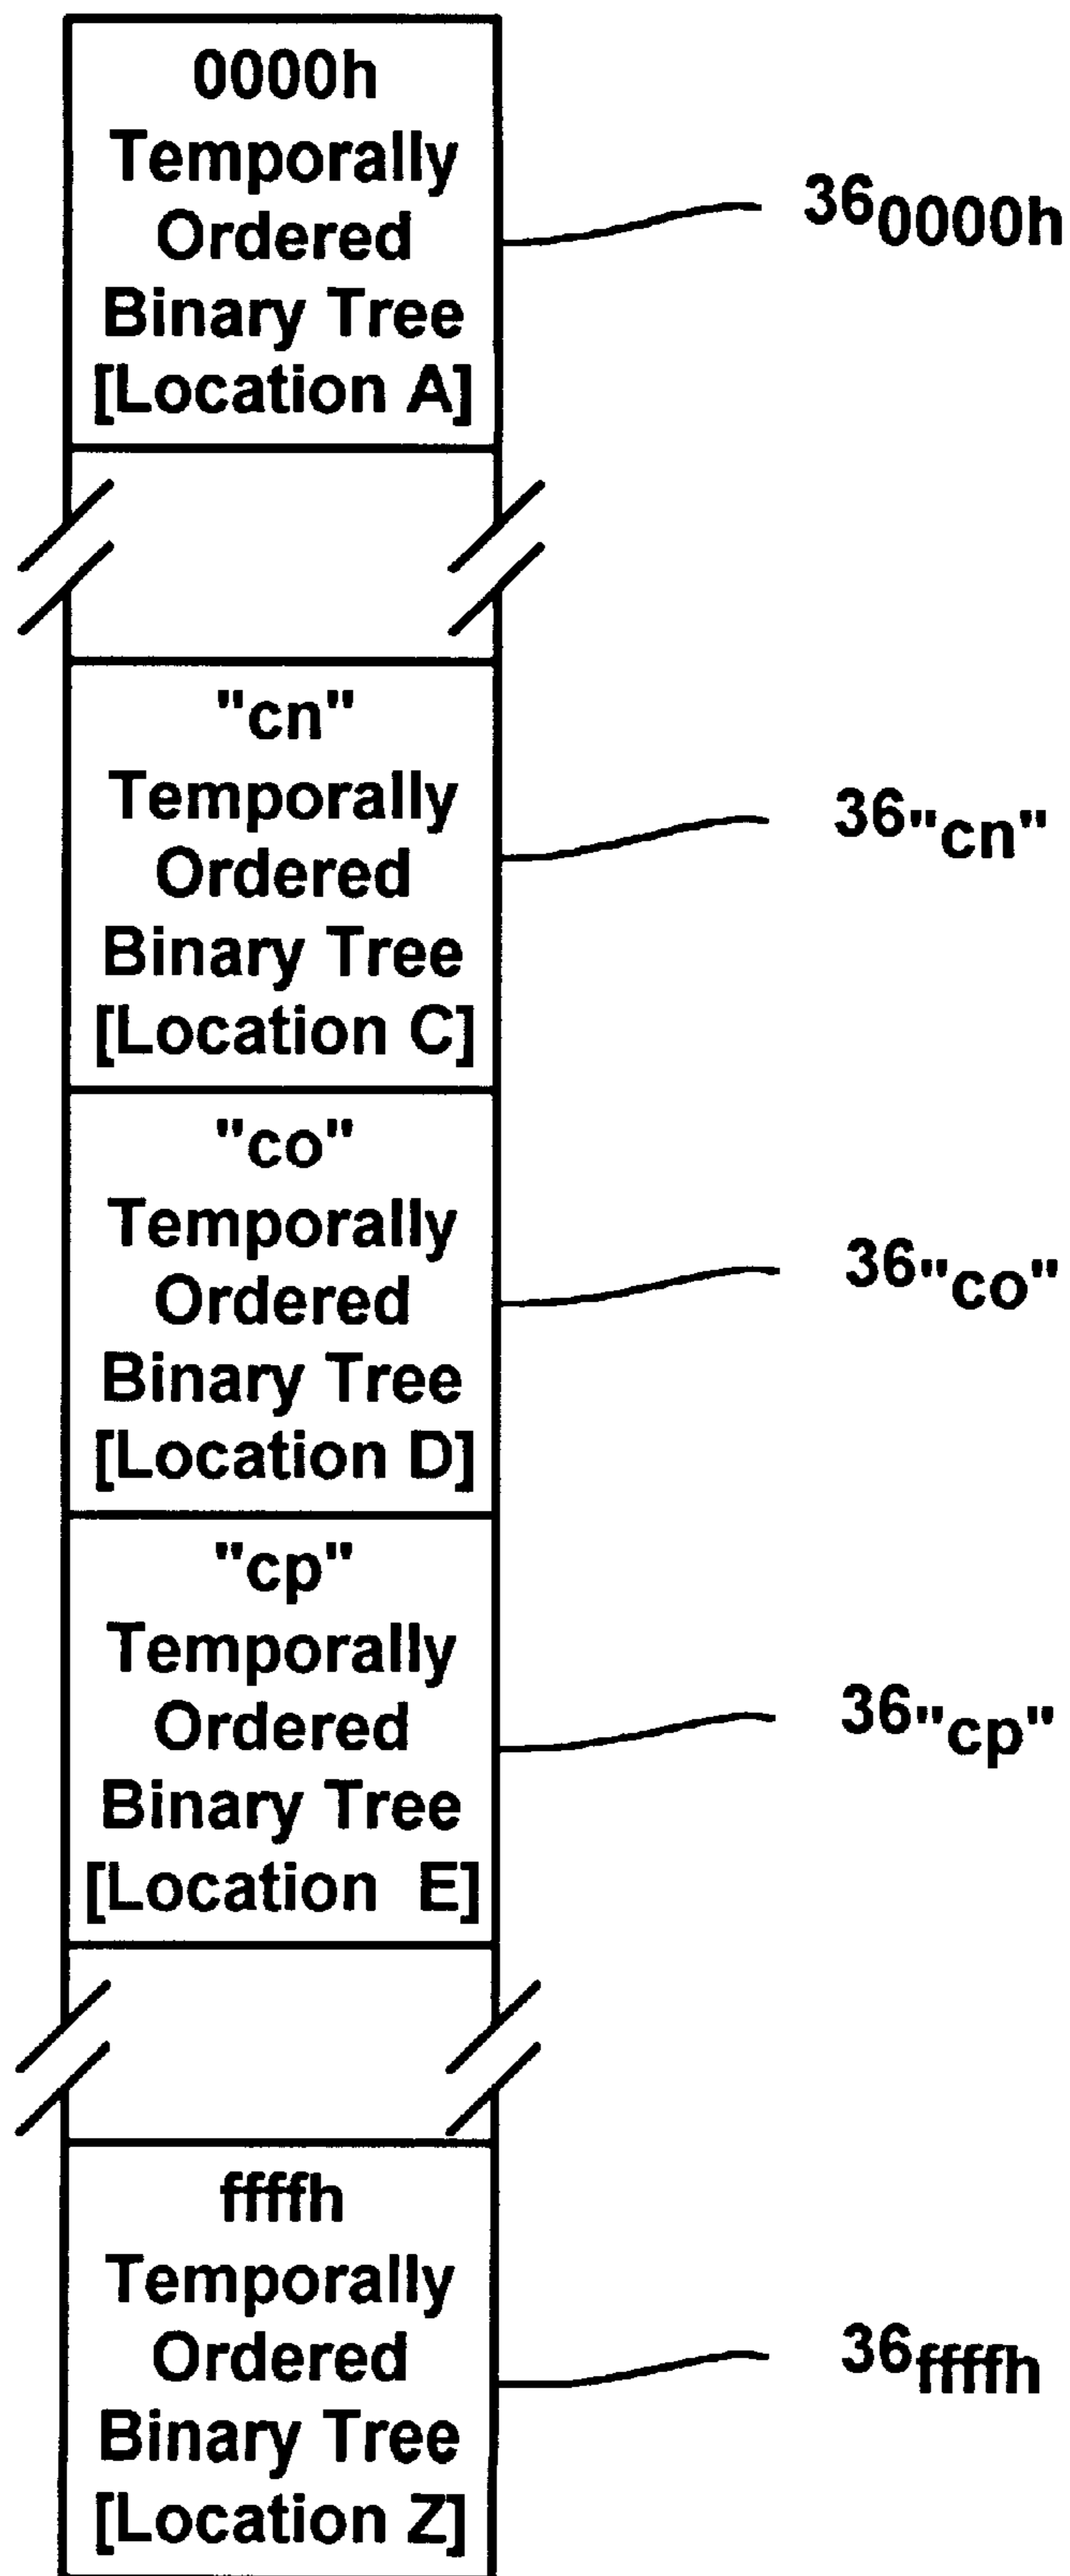 0000h
Temporally
Ordered
Binary Tree
[Location A]
36 0000h
"cn"
Temporally
Ordered
Binary Tree
[Location C]
36 "cn"
"co"
Temporally
Ordered
Binary Tree
[Location D]
36 "co"
"cp"
Temporally
Ordered
Binary Tree
[Location E]
36 "cp"
ffffh
Temporally
Ordered
Binary Tree
[Location Z]
36 ffffh